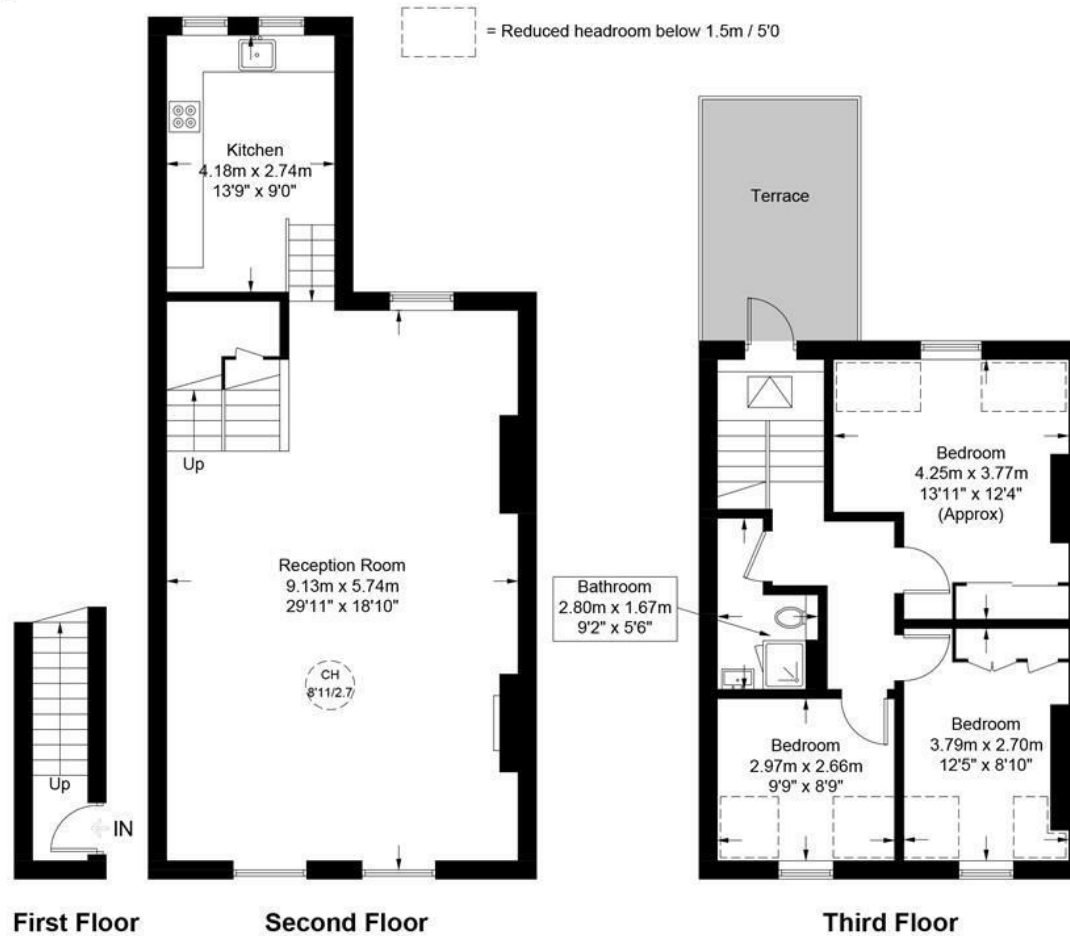 = Reduced headroom below 1.5m / 5'0
Kitchen
4.18m x 2.74m
13'9" x 9'0"
Terrace
Up
Reception Room
9.13m x 5.74m
29'11" x 18'10"
CH
8'11/2.7
Bedroom
4.25m x 3.77m
13'11" x 12'4"
(Approx)
Bathroom
2.80m x 1.67m
9'2" x 5'6"
Bedroom
2.97m x 2.66m
9'9" x 8'9"
Bedroom
3.79m x 2.70m
12'5" x 8'10"
Up
IN
First Floor
Second Floor
Third Floor